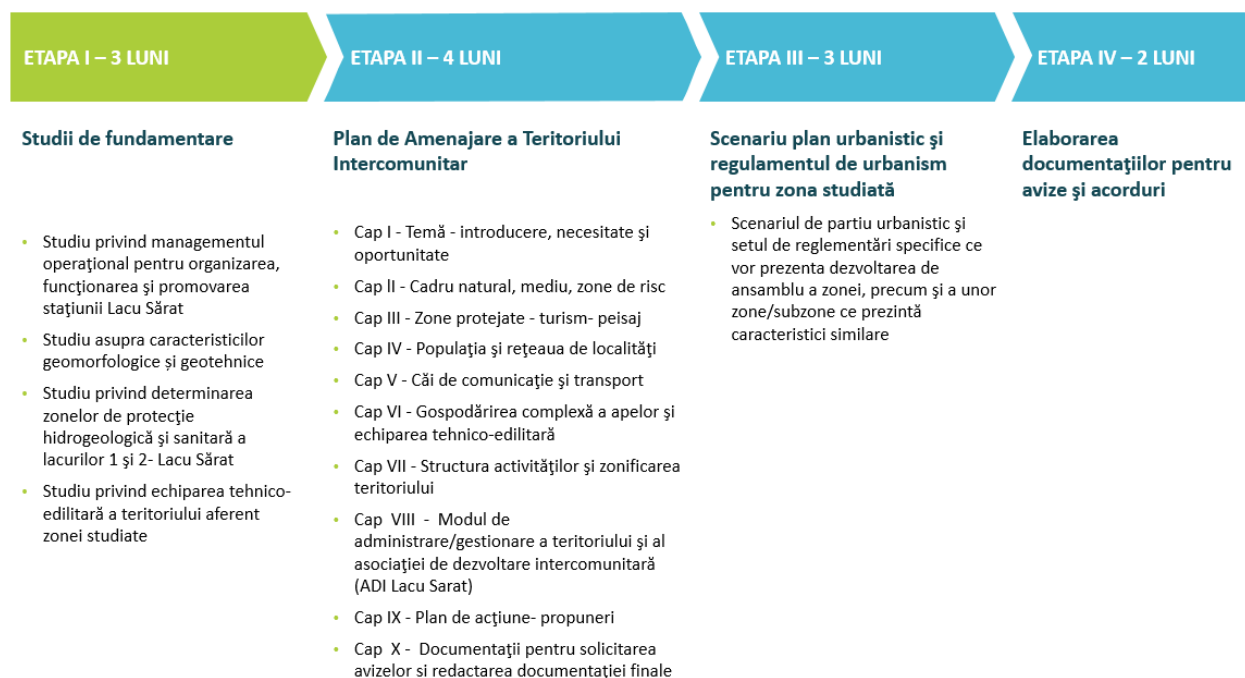 ETAPA I – 3 LUNI
ETAPA II – 4 LUNI
ETAPA III – 3 LUNI
ETAPA IV – 2 LUNI
Studii de fundamentare
• Studiu privind managementul
operaţional pentru organizarea,
funcţionarea şi promovarea
staţiunii Lacu Sărat
• Studiu asupra caracteristicilor
geomorfologice și geotehnice
• Studiu privind determinarea
zonelor de protecţie
hidrogeologică şi sanitară a
lacurilor 1 şi 2- Lacu Sărat
• Studiu privind echiparea tehnico-
edilitară a teritoriului aferent
zonei studiate
Plan de Amenajare a Teritoriului
Intercomunitar
• Cap I - Temă - introducere, necesitate şi
oportunitate
• Cap lI - Cadru natural, mediu, zone de risc
• Cap III - Zone protejate - turism- peisaj
• Cap IV - Populaţia şi reţeaua de localităţi
• Cap V - Căi de comunicaţie şi transport
• Cap VI - Gospodărirea complexă a apelor şi
echiparea tehnico-edilitară
• Cap VII - Structura activităţilor şi zonificarea
teritoriului
• Cap VIII - Modul de
administrare/gestionare a teritoriului şi al
asociaţiei de dezvoltare intercomunitară
(ADI Lacu Sarat)
• Cap IX - Plan de acţiune- propuneri
• Cap X - Documentaţii pentru solicitarea
avizelor si redactarea documentaţiei finale
Scenariu plan urbanistic şi
regulamentul de urbanism
pentru zona studiată
• Scenariul de partiu urbanistic şi
setul de reglementări specifice ce
vor prezenta dezvoltarea de
ansamblu a zonei, precum şi a unor
zone/subzone ce prezintă
caracteristici similare
Elaborarea
documentaţiilor pentru
avize şi acorduri